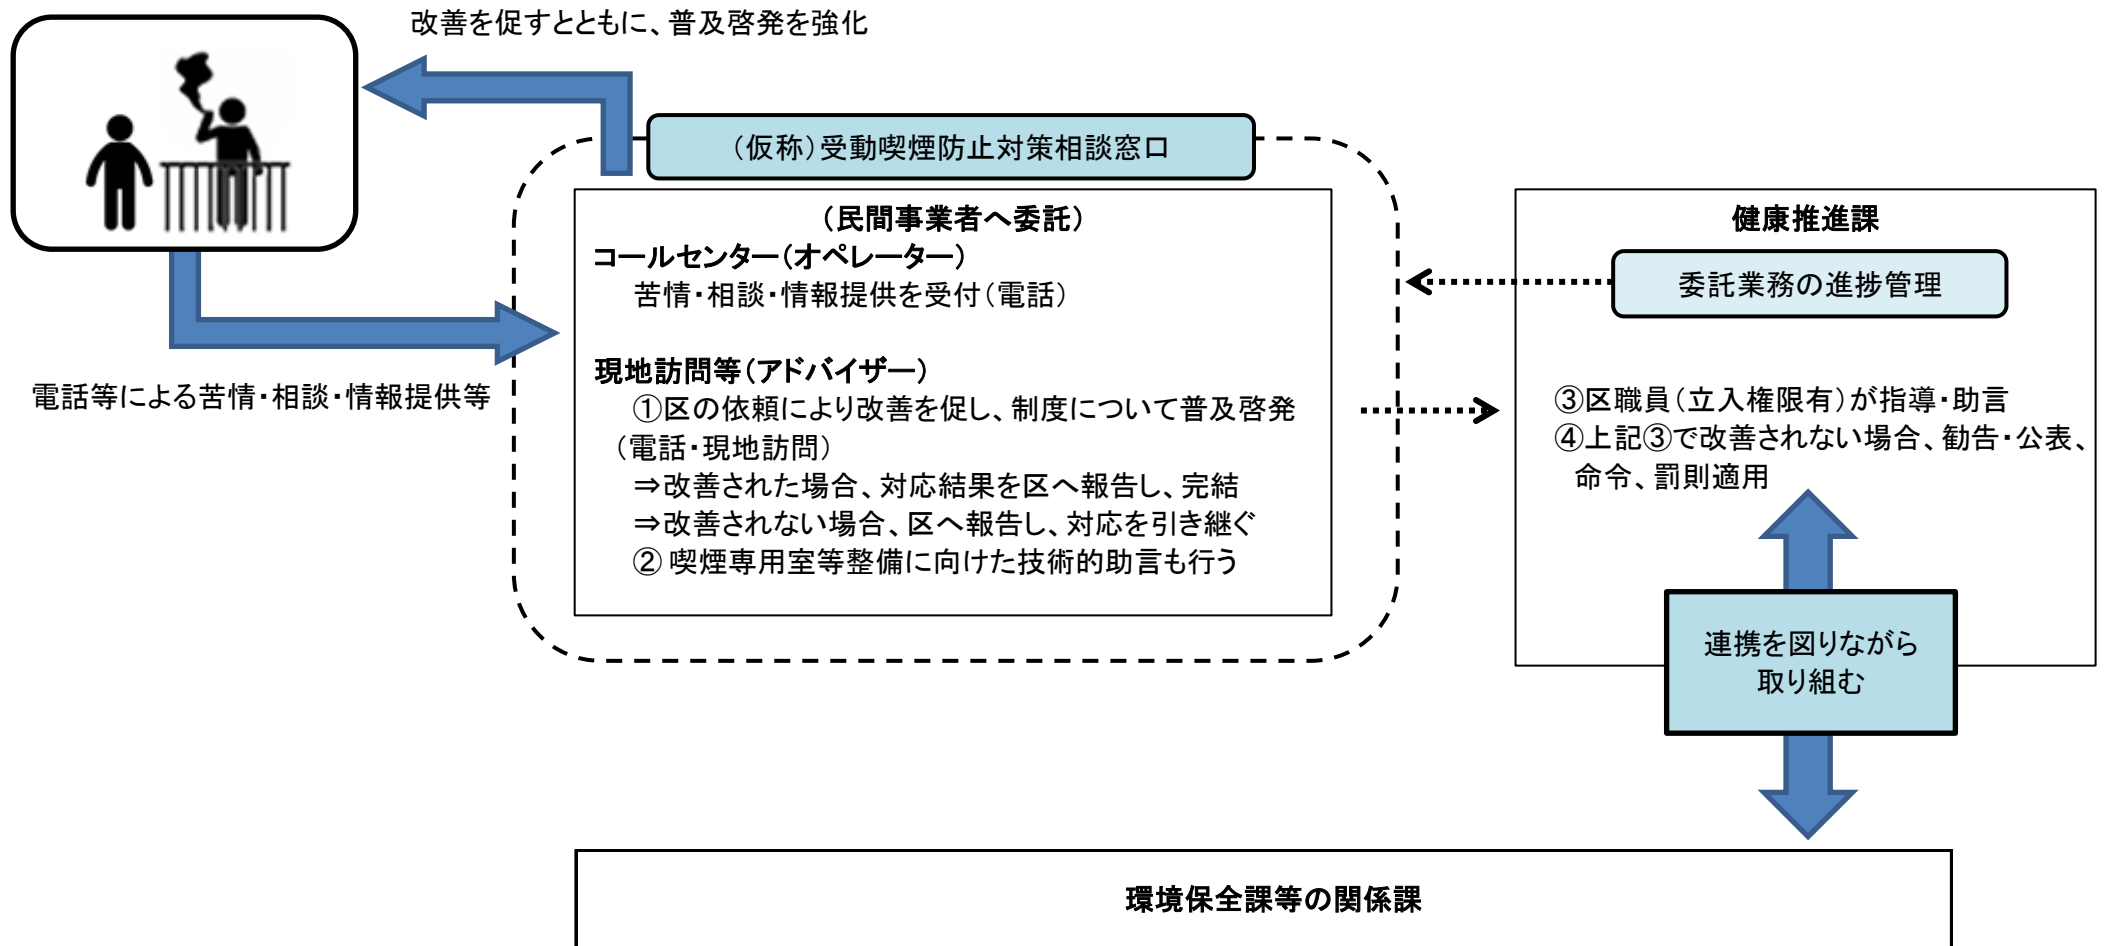 改善を促すとともに、普及啓発を強化
(仮称)受動喫煙防止対策相談窓口
(民間事業者へ委託)
コールセンター(オペレーター)
苦情・相談・情報提供を受付(電話)
現地訪問等(アドバイザー)
①区の依頼により改善を促し、制度について普及啓発
(電話・現地訪問)
⇒改善された場合、対応結果を区へ報告し、完結
⇒改善されない場合、区へ報告し、対応を引き継ぐ
②喫煙専用室等整備に向けた技術的助言も行う
電話等による苦情・相談・情報提供等
健康推進課
委託業務の進捗管理
③区職員(立入権限有)が指導・助言
④上記③で改善されない場合、勧告・公表、
命令、罰則適用
連携を図りながら
取り組む
環境保全課等の関係課